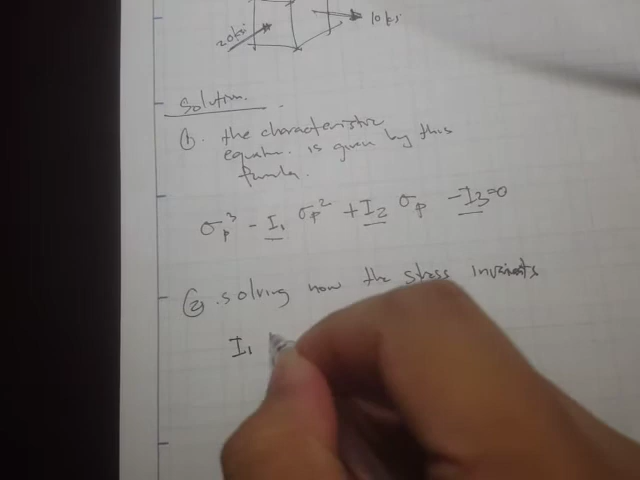 20ksi
10ksi
Solution.
①. the characteristic
equation. is given by this
formula.
σp³ - I₁ σp² + I₂ σp - I3=0
②. solving now the stress invariants
I₁